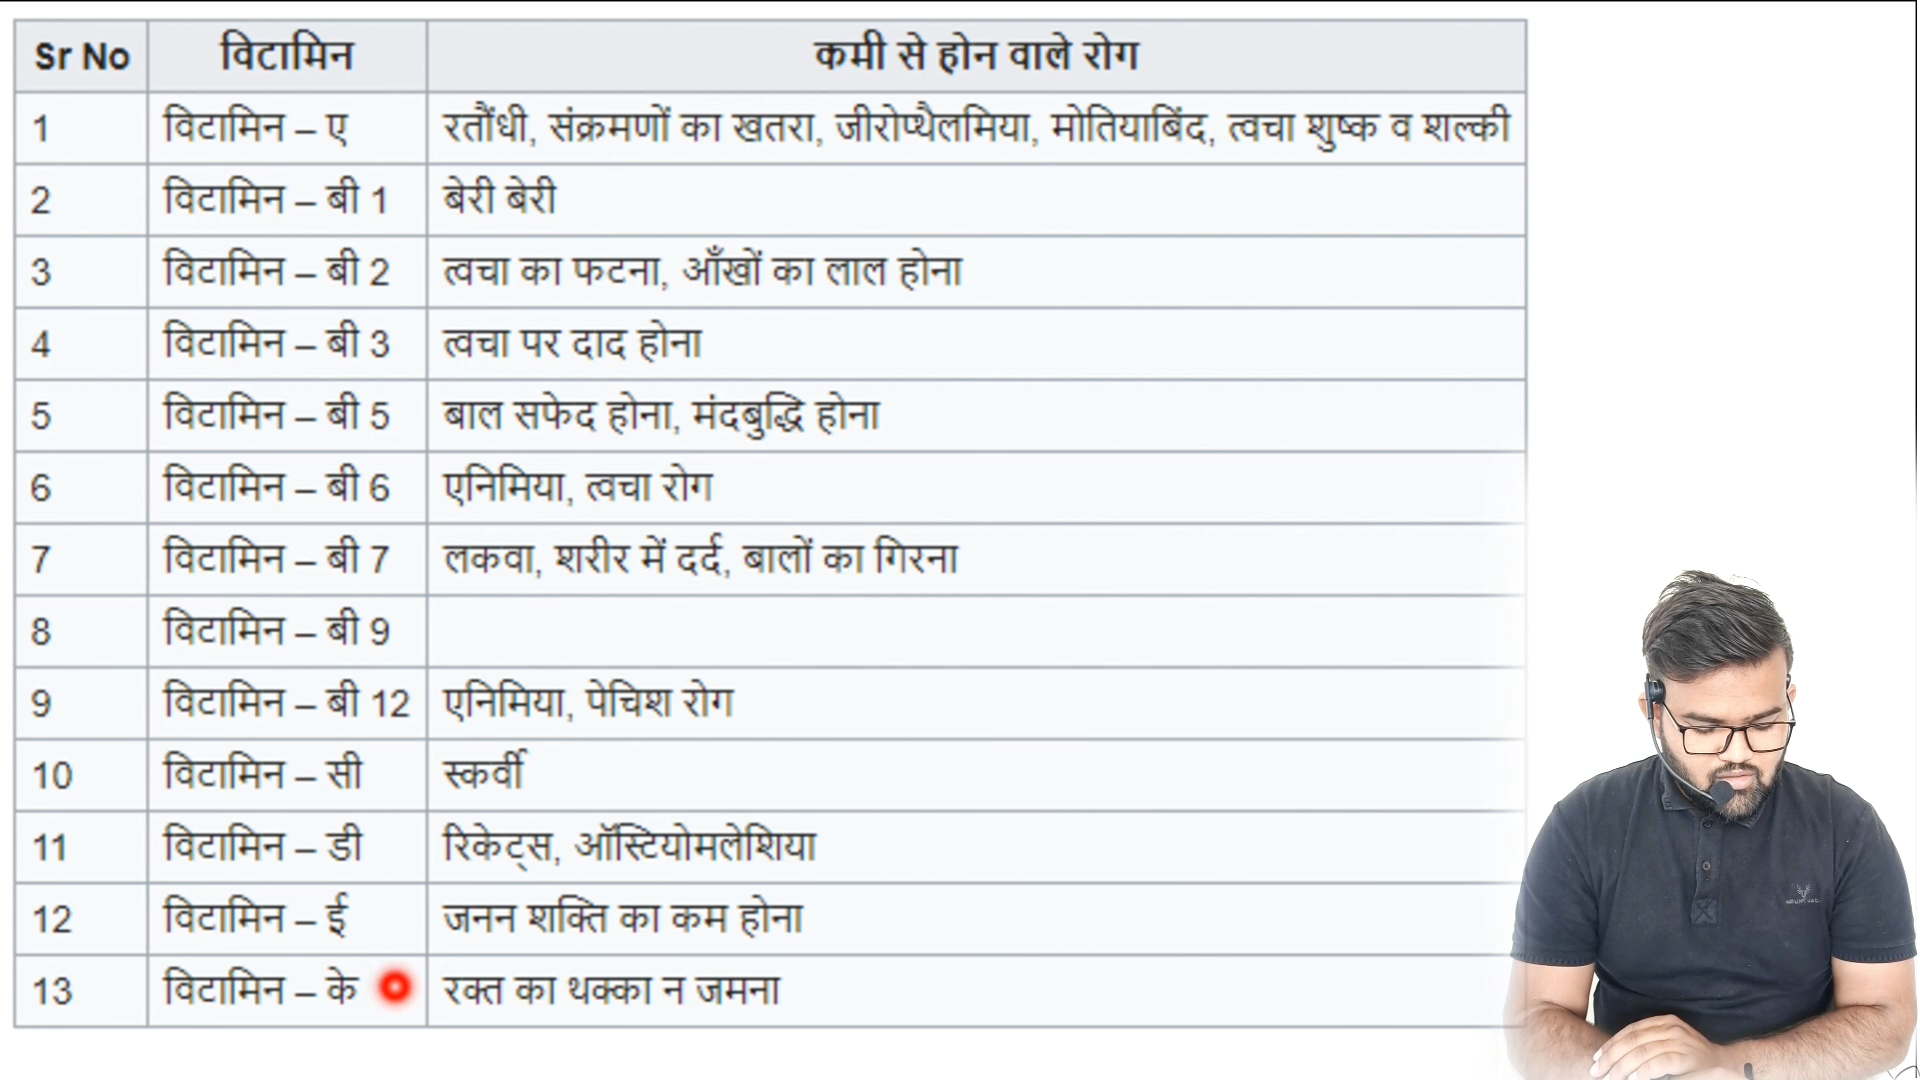 Sr No विटामिन कमी से होन वाले रोग
1 विटामिन – ए रतौंधी, संक्रमणों का खतरा, जीरोप्थैलमिया, मोतियाबिंद, त्वचा शुष्क व शल्की
2 विटामिन – बी 1 बेरी बेरी
3 विटामिन – बी 2 त्वचा का फटना, आँखों का लाल होना
4 विटामिन – बी 3 त्वचा पर दाद होना
5 विटामिन – बी 5 बाल सफेद होना, मंदबुद्धि होना
6 विटामिन – बी 6 एनिमिया, त्वचा रोग
7 विटामिन – बी 7 लकवा, शरीर में दर्द, बालों का गिरना
8 विटामिन – बी 9
9 विटामिन – बी 12 एनिमिया, पेचिश रोग
10 विटामिन – सी स्कर्वी
11 विटामिन – डी रिकेट्स, ऑस्टियोमलेशिया
12 विटामिन – ई जनन शक्ति का कम होना
13 विटामिन – के रक्त का थक्का न जमना